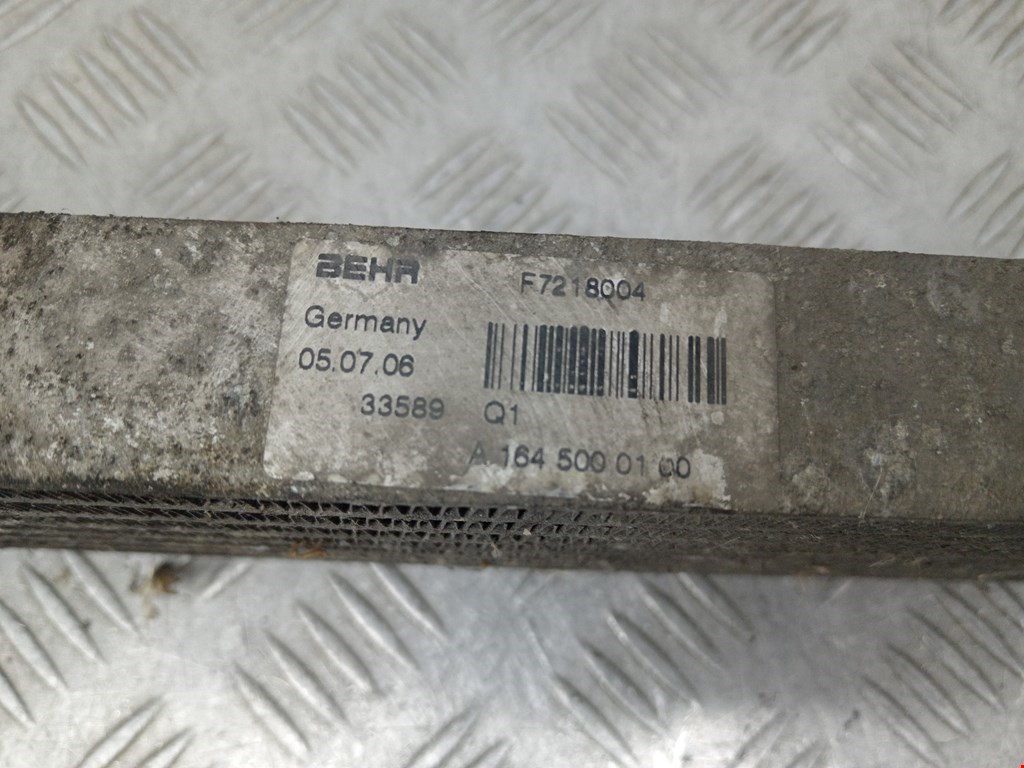 BEHR F7218004
Germany
05.07.06
33589 Q1
A 164 500 01 00